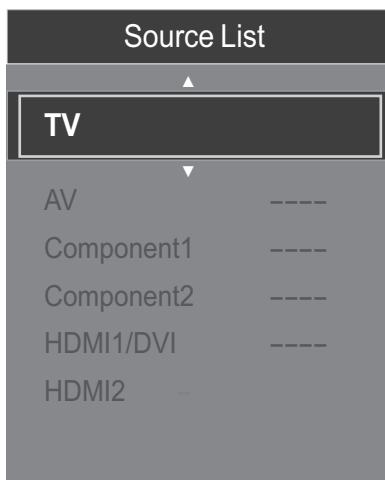 Source List
▲
TV
▼
AV ----
Component1 ----
Component2 ----
HDMI1/DVI ----
HDMI2 -